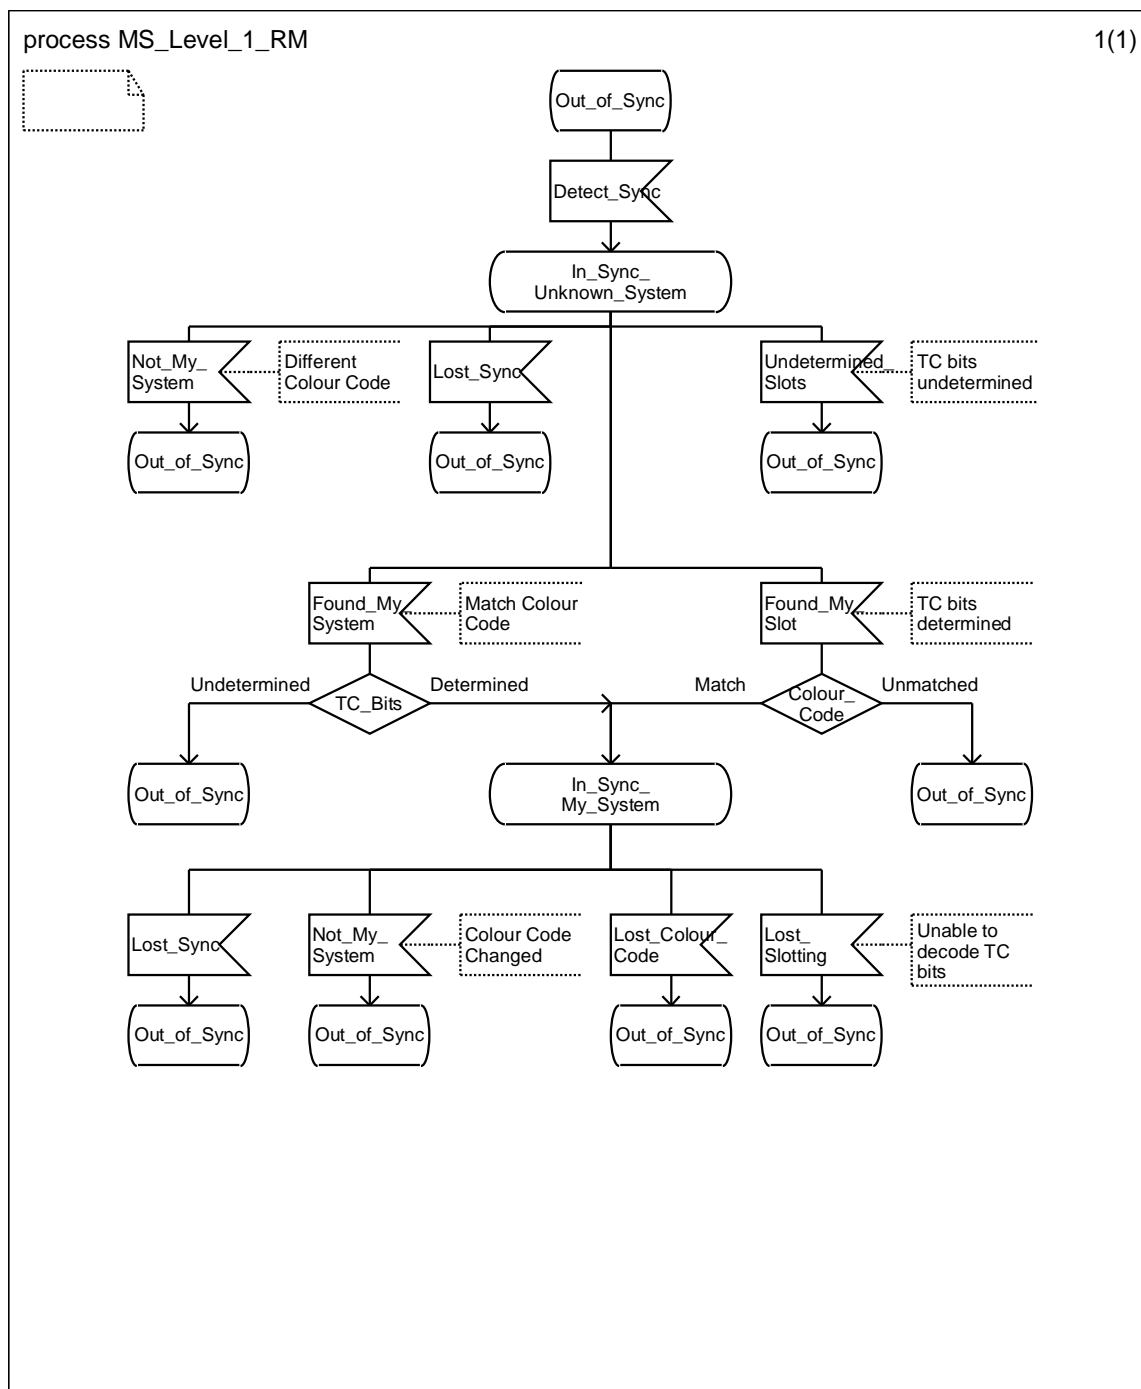 process MS_Level_1_RM
1(1)
Out_of_Sync
Detect_Sync
In_Sync_
Unknown_System
Not_My_
System
Different
Colour Code
Lost_Sync
Undetermined_
Slots
TC bits
undetermined
Out_of_Sync
Out_of_Sync
Out_of_Sync
Found_My_
System
Match Colour
Code
Found_My_
Slot
TC bits
determined
Undetermined
TC_Bits
Determined
Match
Colour_
Code
Unmatched
Out_of_Sync
In_Sync_
My_System
Out_of_Sync
Lost_Sync
Not_My_
System
Colour Code
Changed
Lost_Colour_
Code
Lost_
Slotting
Unable to
decode TC
bits
Out_of_Sync
Out_of_Sync
Out_of_Sync
Out_of_Sync